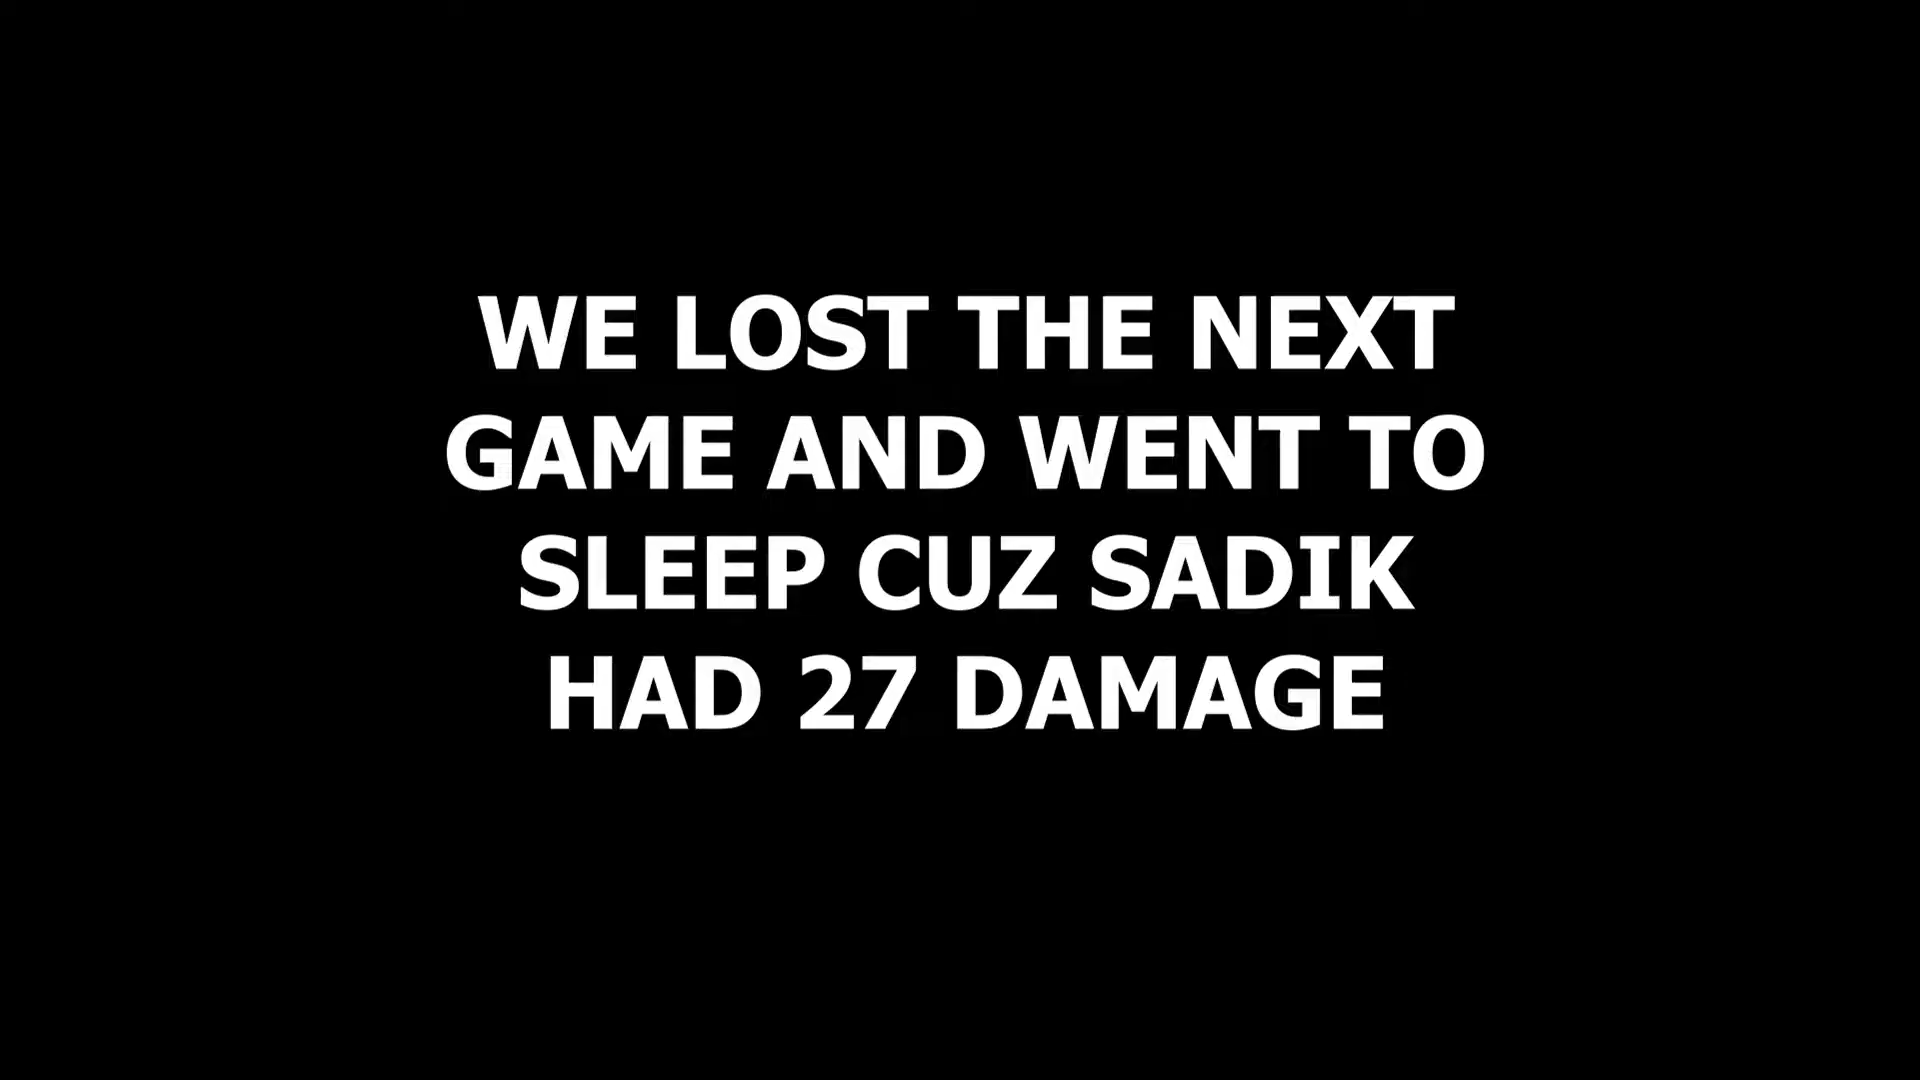 WE LOST THE NEXT
GAME AND WENT TO
SLEEP CUZ SADIK
HAD 27 DAMAGE